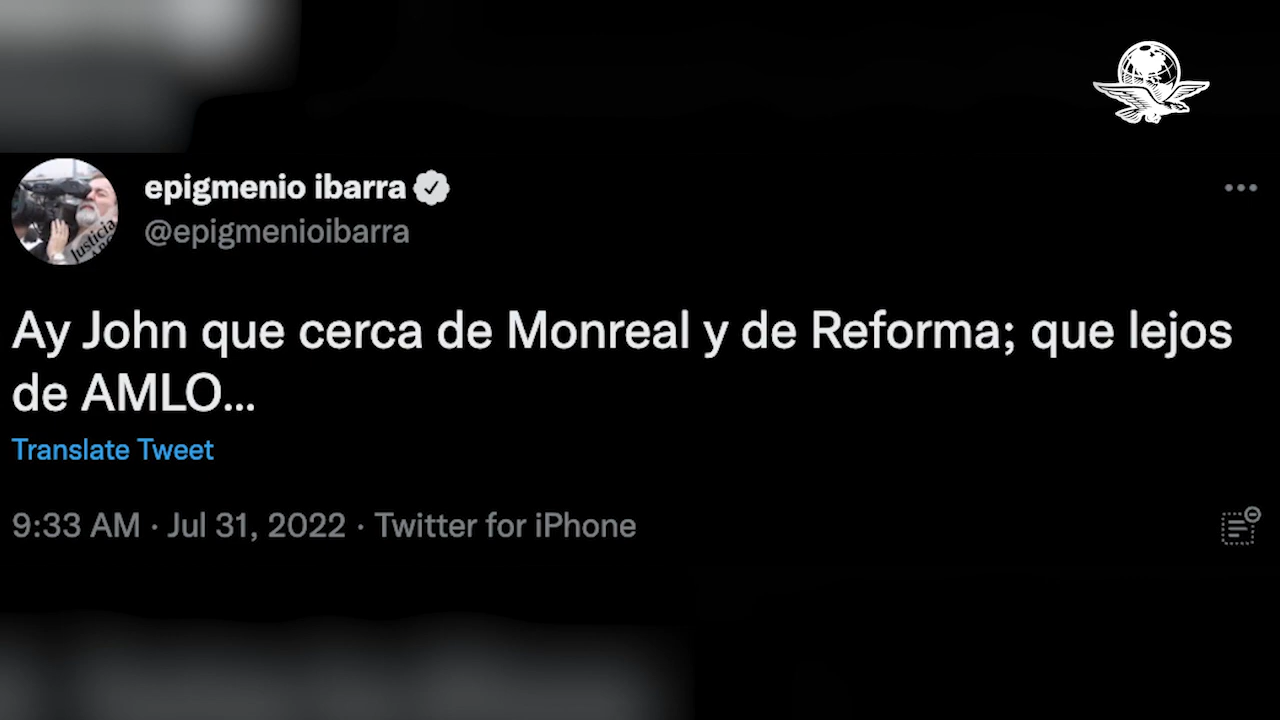 epigmenio ibarra
@epigmenioibarra
Justicia
Ay John que cerca de Monreal y de Reforma; que lejos
de AMLO...
Translate Tweet
9:33 AM · Jul 31, 2022 · Twitter for iPhone